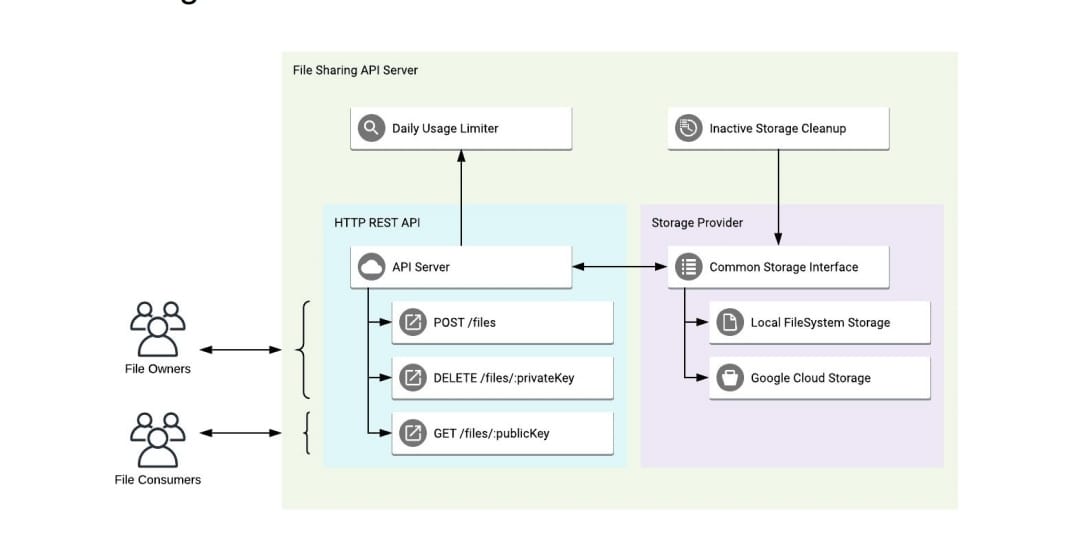 File Sharing API Server
Daily Usage Limiter
Inactive Storage Cleanup
HTTP REST API
Storage Provider
API Server
Common Storage Interface
POST /files
Local FileSystem Storage
DELETE /files/:privateKey
Google Cloud Storage
GET /files/:publicKey
File Owners
File Consumers